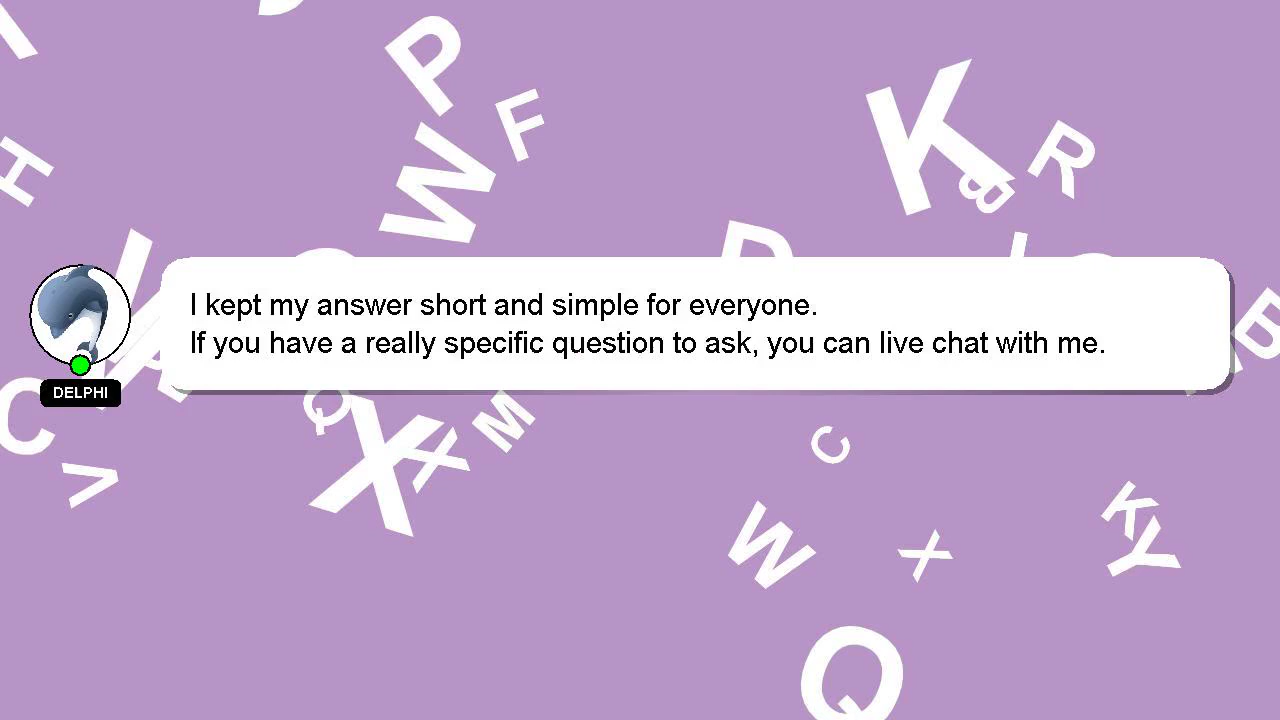 I kept my answer short and simple for everyone.
If you have a really specific question to ask, you can live chat with me.
DELPHI
P
F
W
K
R
B
H
D
B
C
V
Q
X
X
M
C
W
X
K
Y
Q